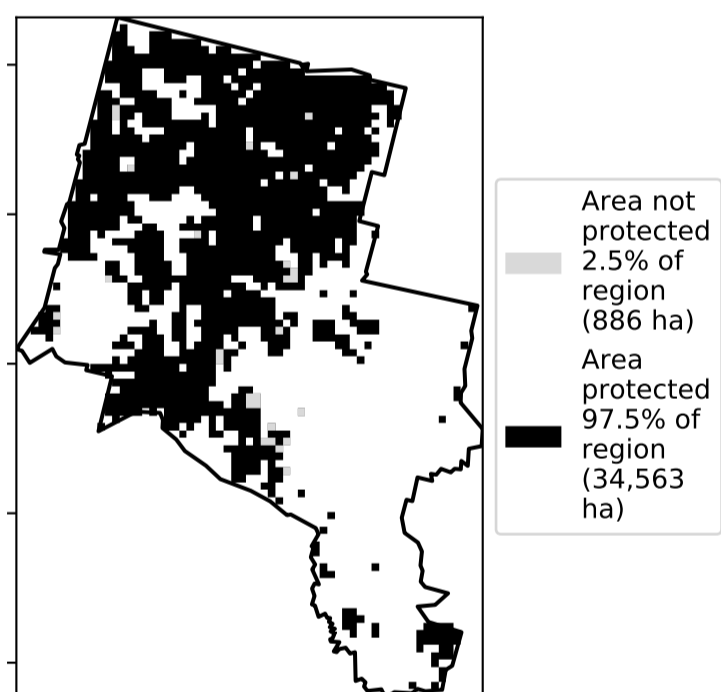 Area not
protected
2.5% of
region
(886 ha)
Area
protected
97.5% of
region
(34,563
ha)